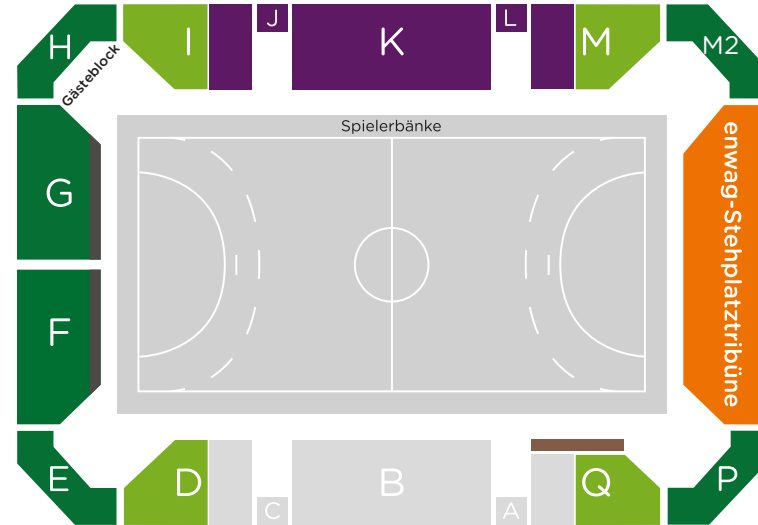 H
I
J
K
L
M
M2
Gästeblock
Spielerbänke
G
enwag-Stehplatztribüne
F
E
D
C
B
A
Q
P